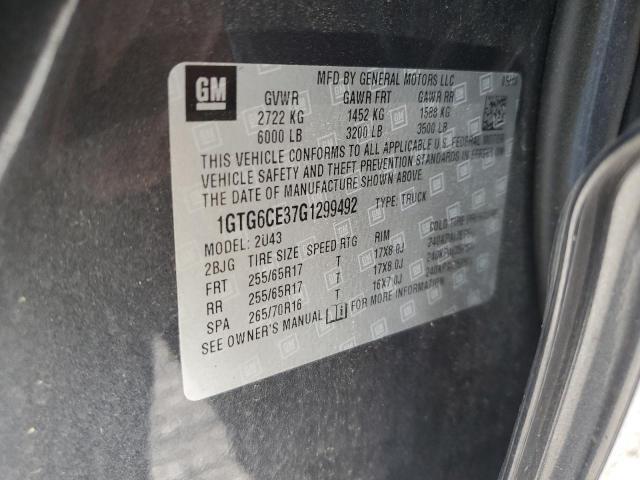 GM
MFD BY GENERAL MOTORS LLC
GVWR GAWR FRT GAWR RR
2722 KG 1452 KG 1588 KG
6000 LB 3200 LB 3500 LB
THIS VEHICLE CONFORMS TO ALL APPLICABLE U.S. FEDERAL MOTOR
VEHICLE SAFETY AND THEFT PREVENTION STANDARDS IN EFFECT ON
THE DATE OF MANUFACTURE SHOWN ABOVE.
1GTG6CE37G1299492 TYPE: TRUCK
MODEL: 2U43
2BJG TIRE SIZE SPEED RTG RIM COLD TIRE PRESSURE
FRT 255/65R17 T 17X8.0J
RR 255/65R17 T 17X8.0J
SPA 265/70R16 T 16X7.0J
SEE OWNER'S MANUAL FOR MORE INFORMATION.